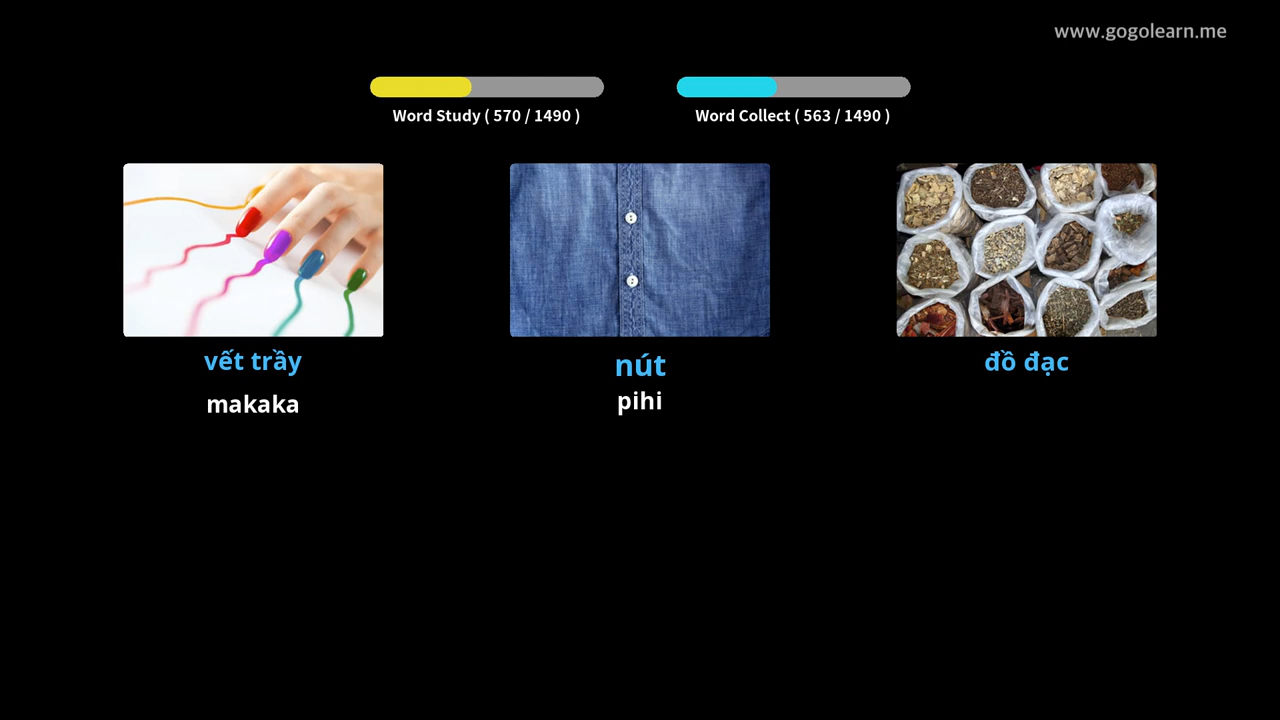 www.gogolearn.me
Word Study ( 570 / 1490 )
Word Collect ( 563 / 1490 )
vết trầy
makaka
nút
pihi
đồ đạc